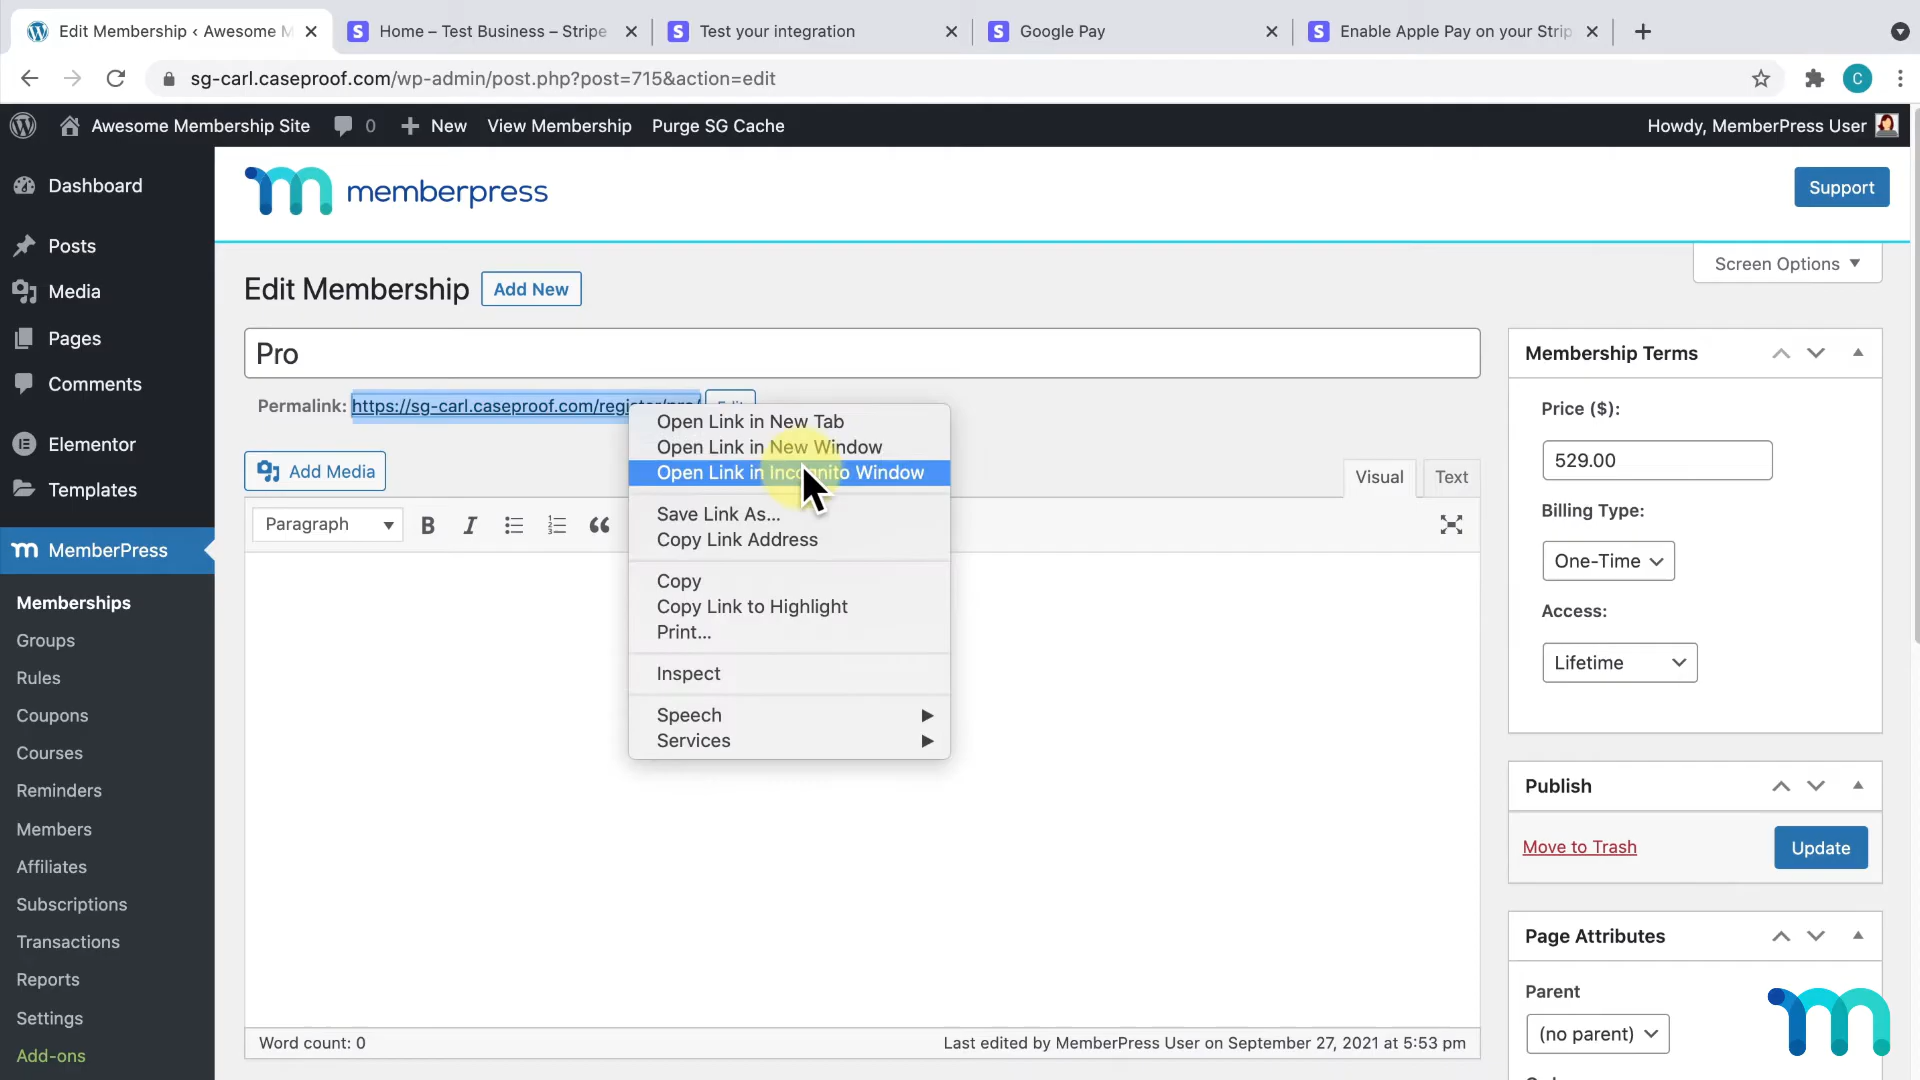 Edit Membership ‹ Awesome M
Home – Test Business – Stripe
Test your integration
Google Pay
Enable Apple Pay on your Strip
sg-carl.caseproof.com/wp-admin/post.php?post=715&action=edit
C
Awesome Membership Site
0
New
View Membership
Purge SG Cache
Howdy, MemberPress User
Dashboard
Posts
Media
Pages
Comments
Elementor
Templates
MemberPress
Memberships
Groups
Rules
Coupons
Courses
Reminders
Members
Affiliates
Subscriptions
Transactions
Reports
Settings
Add-ons
memberpress
Support
Screen Options
Edit Membership
Add New
Pro
Permalink: https://sg-carl.caseproof.com/register/pro/
Edit
Add Media
Visual
Text
Paragraph
B
I
Open Link in New Tab
Open Link in New Window
Open Link in Incognito Window
Save Link As...
Copy Link Address
Copy
Copy Link to Highlight
Print...
Inspect
Speech
Services
Word count: 0
Last edited by MemberPress User on September 27, 2021 at 5:53 pm
Membership Terms
Price ($):
529.00
Billing Type:
One-Time
Access:
Lifetime
Publish
Move to Trash
Update
Page Attributes
Parent
(no parent)